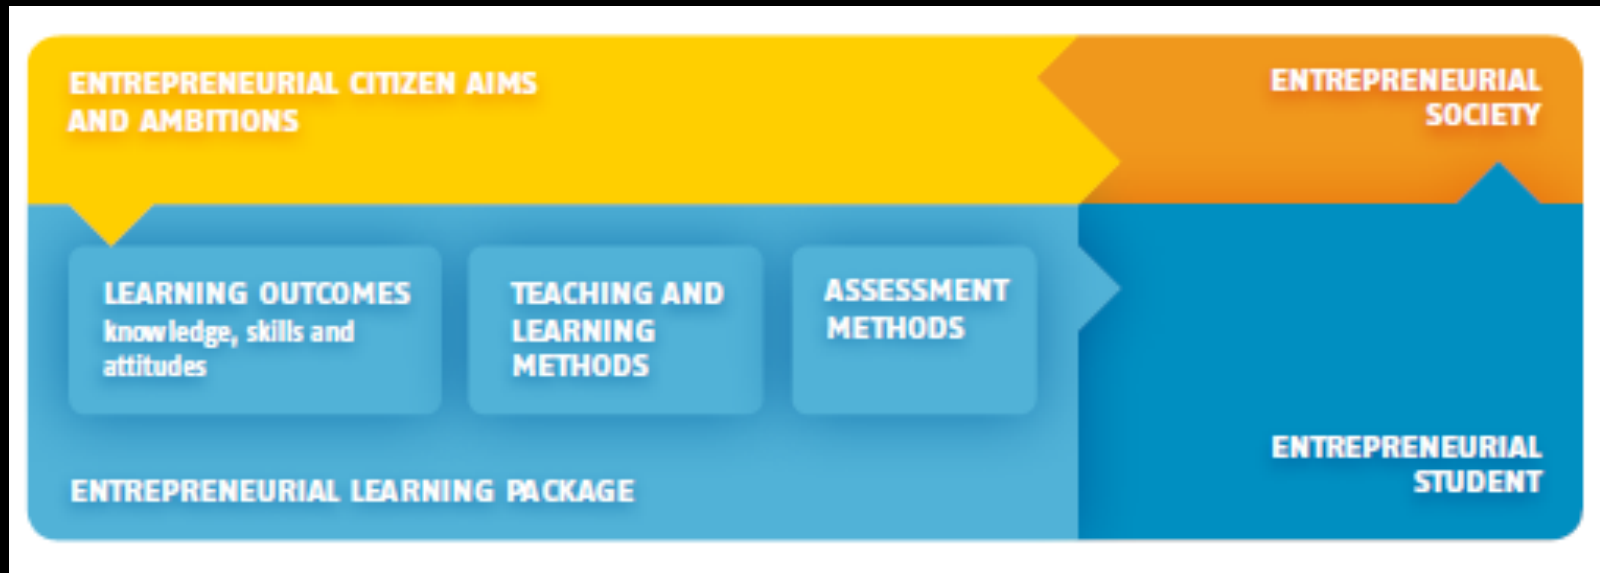 ENTREPRENEURIAL CITIZEN AIMS
AND AMBITIONS
ENTREPRENEURIAL
SOCIETY
LEARNING OUTCOMES
knowledge, skills and
attitudes
TEACHING AND
LEARNING
METHODS
ASSESSMENT
METHODS
ENTREPRENEURIAL LEARNING PACKAGE
ENTREPRENEURIAL
STUDENT